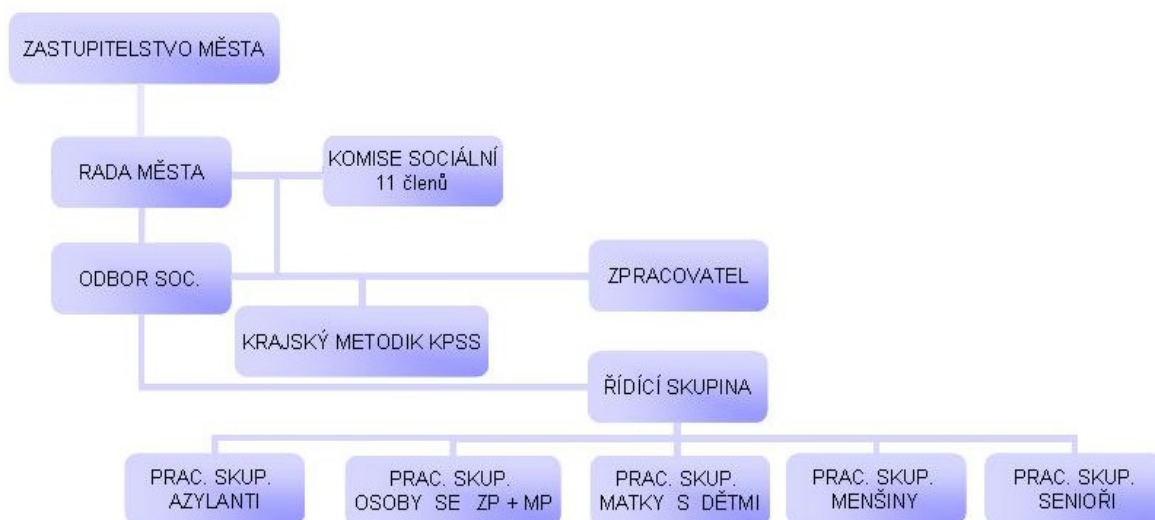 ZASTUPITELSTVO MĚSTA
RADA MĚSTA
KOMISE SOCIÁLNÍ
11 členů
ODBOR SOC.
ZPRACOVATEL
KRAJSKÝ METODIK KPSS
ŘÍDÍCÍ SKUPINA
PRAC. SKUP.
AZYLANTI
PRAC. SKUP.
OSOBY SE ZP + MP
PRAC. SKUP.
MATKY S DĚTMI
PRAC. SKUP.
MENŠINY
PRAC. SKUP.
SENIOŘI